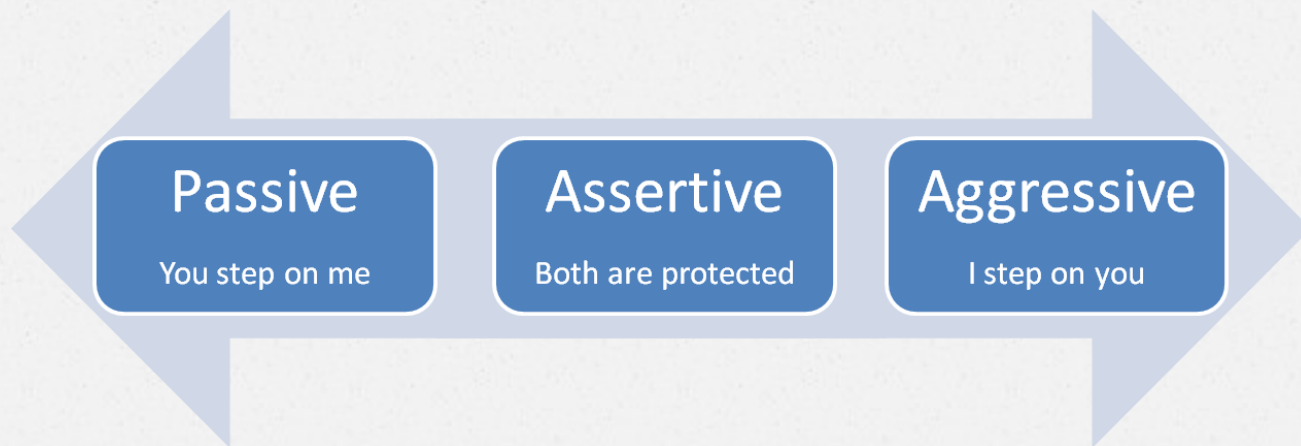 Passive
You step on me
Assertive
Both are protected
Aggressive
I step on you